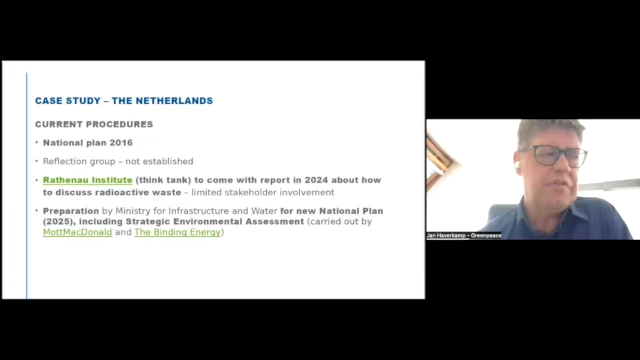 CASE STUDY – THE NETHERLANDS
CURRENT PROCEDURES
• National plan 2016
• Reflection group – not established
• Rathenau Institute (think tank) to come with report in 2024 about how
to discuss radioactive waste – limited stakeholder involvement
• Preparation by Ministry for Infrastructure and Water for new National Plan
(2025), including Strategic Environmental Assessment (carried out by
MottMacDonald and The Binding Energy)
Jan Haverkamp – Greenpeace